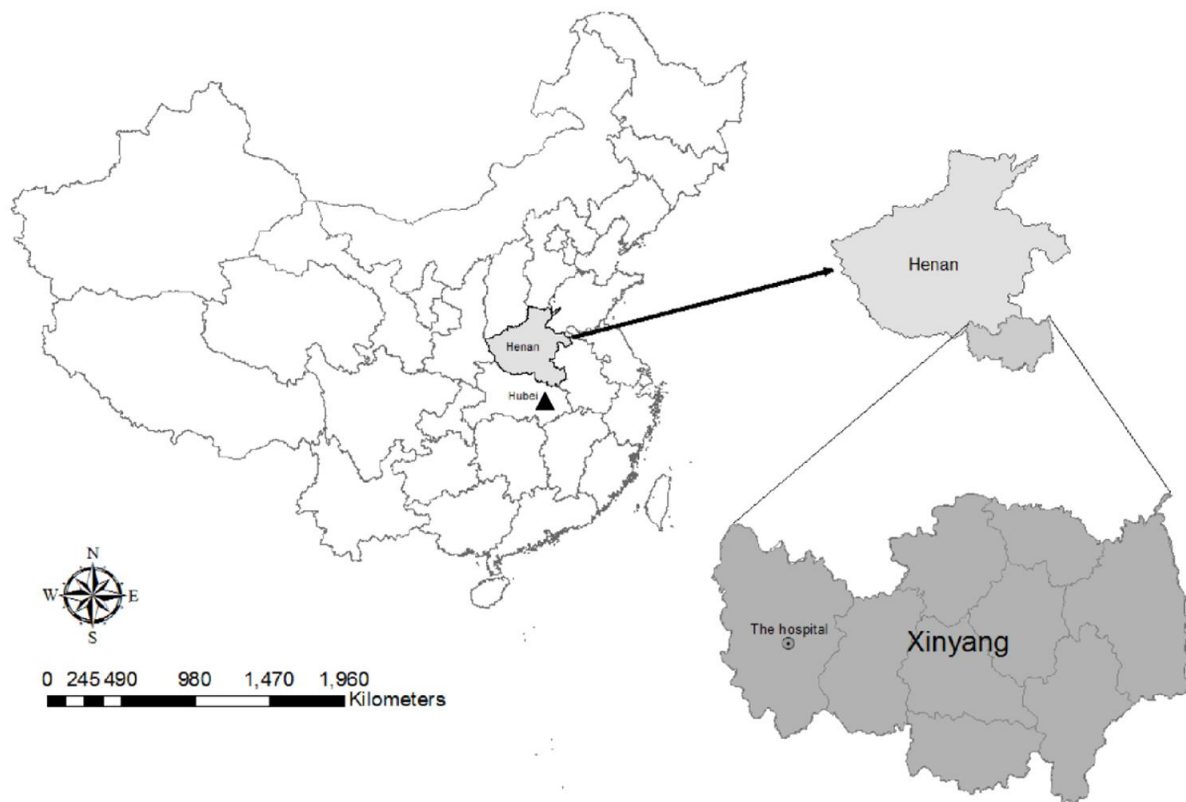 Henan
Hubei
Henan
The hospital
Xinyang
N
W E
S
0 245 490 980 1,470 1,960
Kilometers